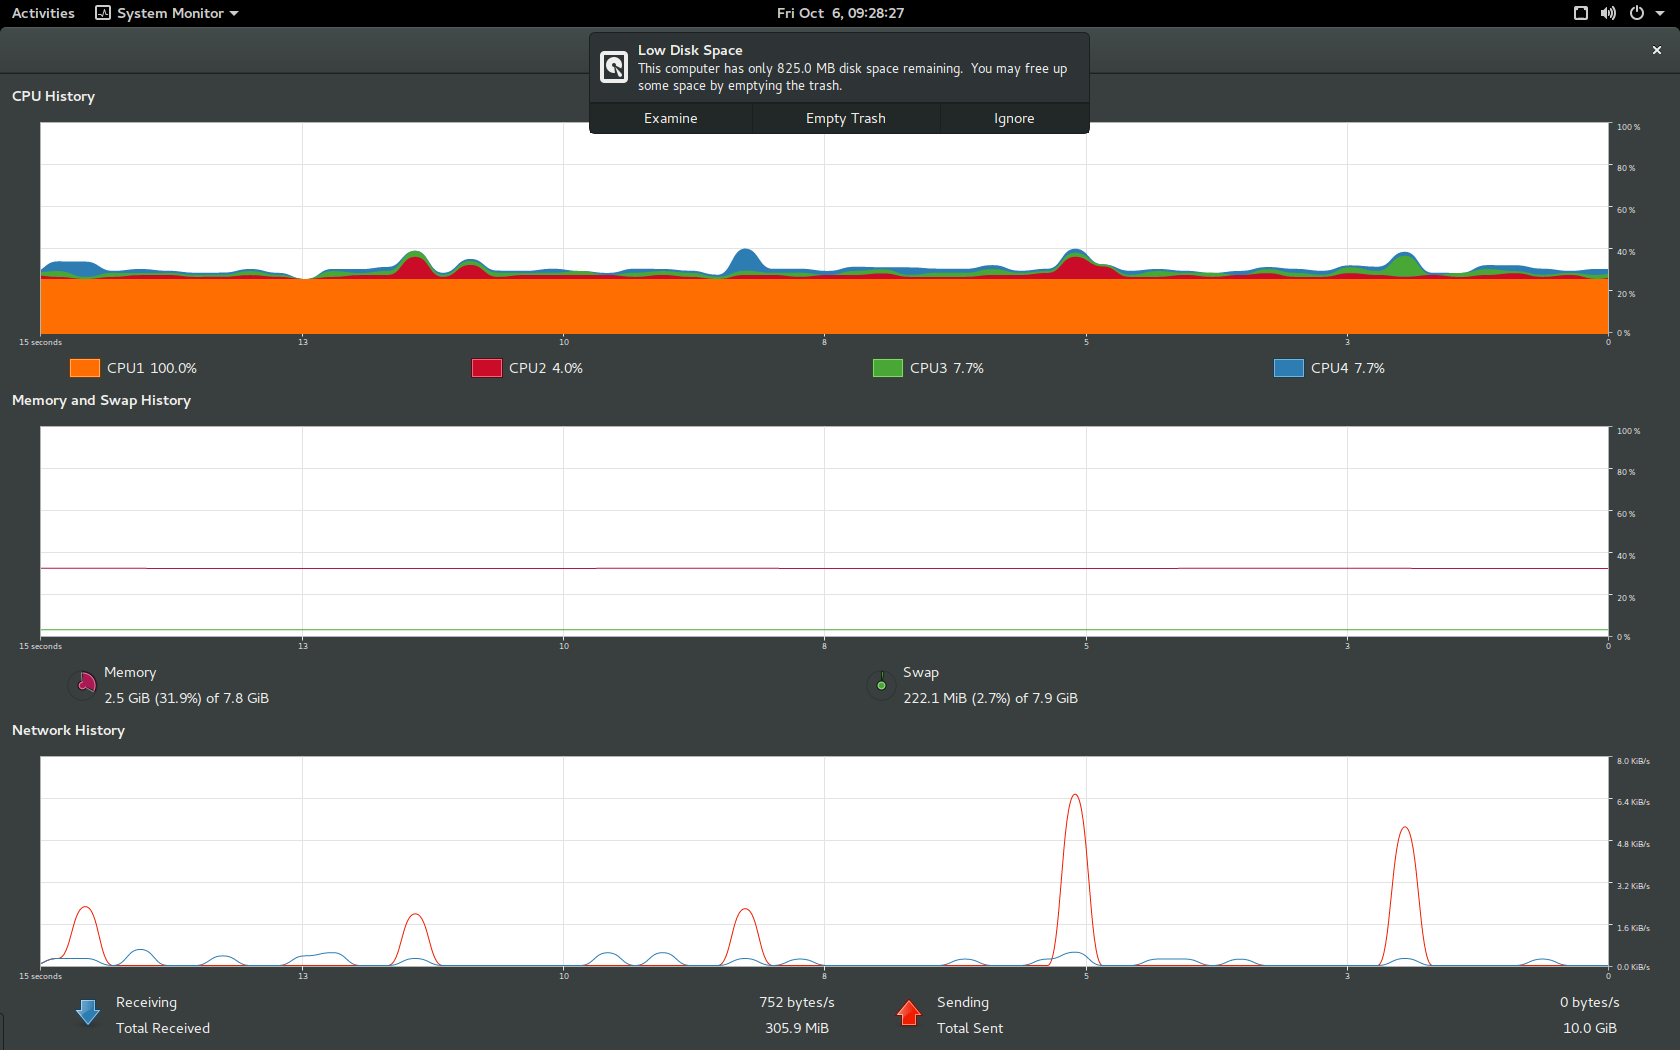 Activities System Monitor Fri Oct 6, 09:28:27
Low Disk Space
This computer has only 825.0 MB disk space remaining. You may free up
some space by emptying the trash.
Examine Empty Trash Ignore
CPU History
100 %
80 %
60 %
40 %
20 %
0 %
15 seconds 13 10 8 5 3 0
CPU1 100.0% CPU2 4.0% CPU3 7.7% CPU4 7.7%
Memory and Swap History
100 %
80 %
60 %
40 %
20 %
0 %
15 seconds 13 10 8 5 3 0
Memory Swap
2.5 GiB (31.9%) of 7.8 GiB 222.1 MiB (2.7%) of 7.9 GiB
Network History
8.0 KiB/s
6.4 KiB/s
4.8 KiB/s
3.2 KiB/s
1.6 KiB/s
0.0 KiB/s
15 seconds 13 10 8 5 3 0
Receiving 752 bytes/s Sending 0 bytes/s
Total Received 305.9 MiB Total Sent 10.0 GiB